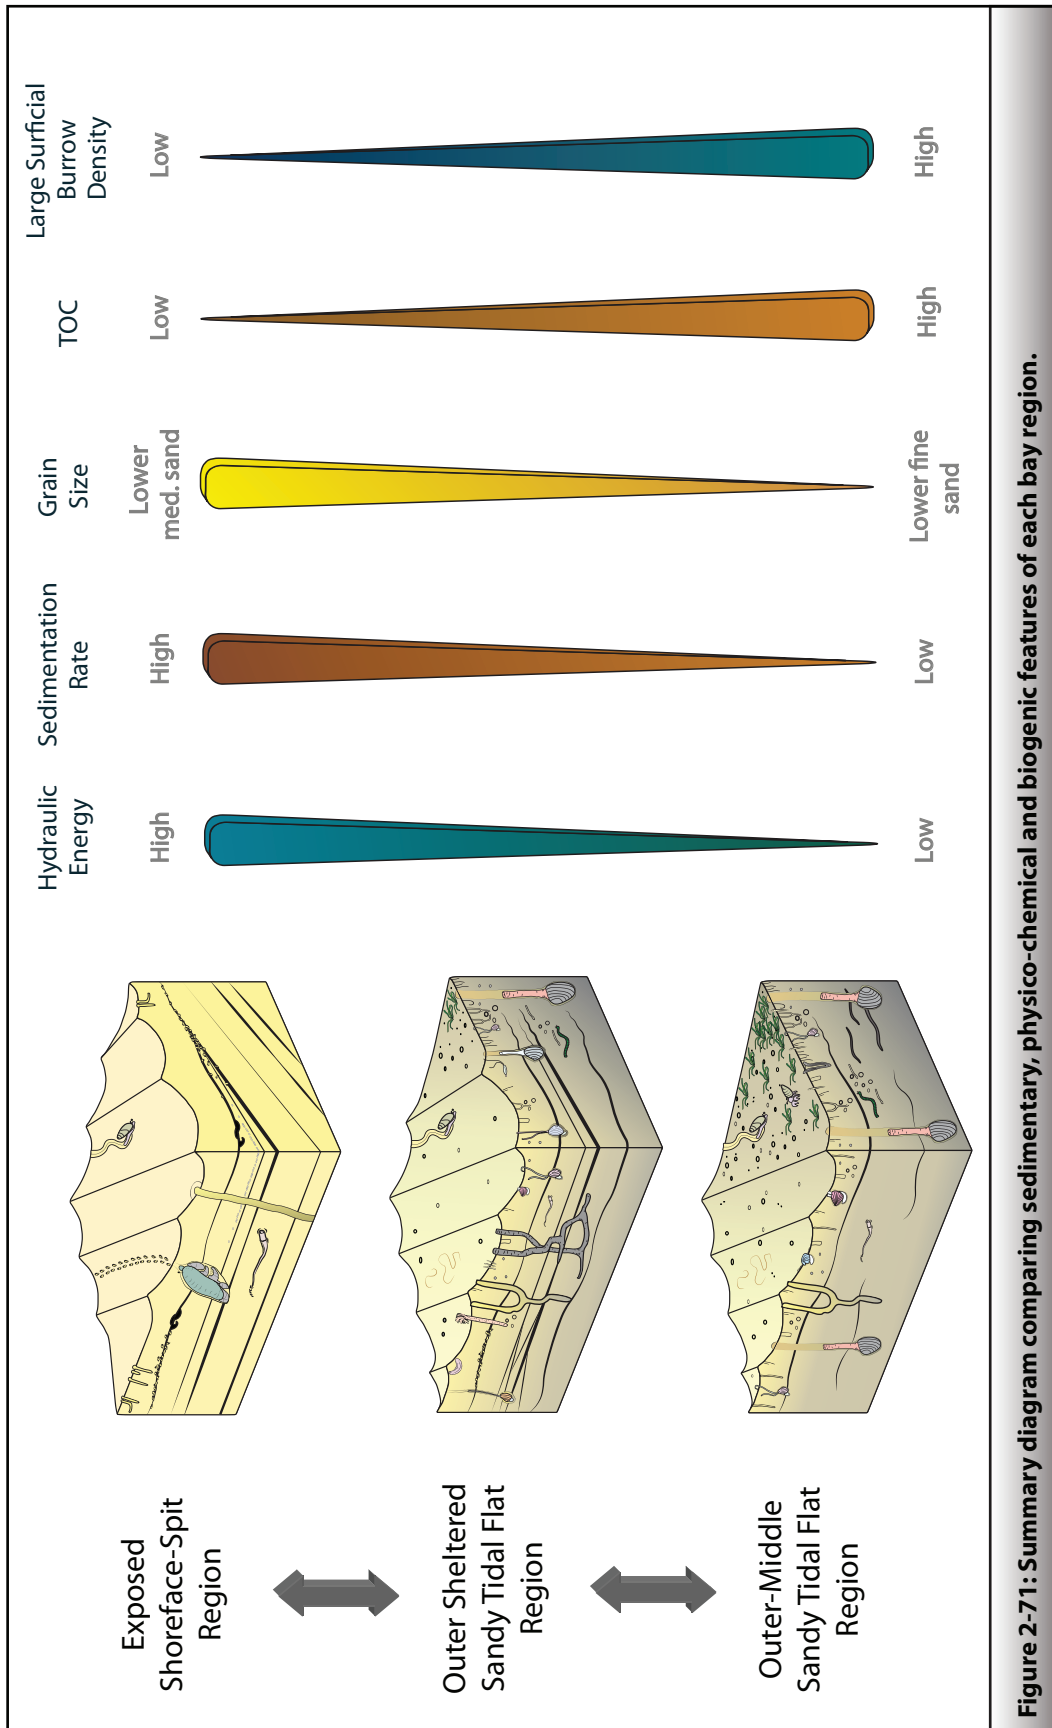 Hydraulic
Energy
Sedimentation
Rate
Grain
Size
TOC
Large Surficial
Burrow
Density
High
High
Lower
med. sand
Low
Low
Exposed
Shoreface-Spit
Region
Outer Sheltered
Sandy Tidal Flat
Region
Outer-Middle
Sandy Tidal Flat
Region
Low
Low
Lower fine
sand
High
High
Figure 2-71: Summary diagram comparing sedimentary, physico-chemical and biogenic features of each bay region.